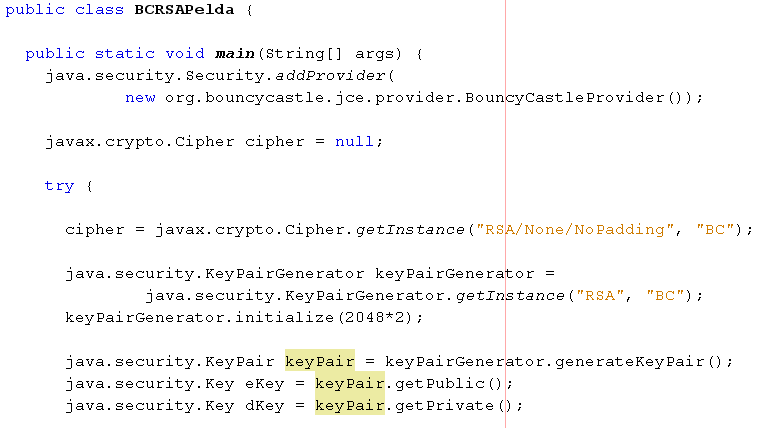 public class BCRSAPelda {
public static void main(String[] args) {
java.security.Security.addProvider(
new org.bouncycastle.jce.provider.BouncyCastleProvider());
javax.crypto.Cipher cipher = null;
try {
cipher = javax.crypto.Cipher.getInstance("RSA/None/NoPadding", "BC");
java.security.KeyPairGenerator keyPairGenerator =
java.security.KeyPairGenerator.getInstance("RSA", "BC");
keyPairGenerator.initialize(2048*2);
java.security.KeyPair keyPair = keyPairGenerator.generateKeyPair();
java.security.Key eKey = keyPair.getPublic();
java.security.Key dKey = keyPair.getPrivate();